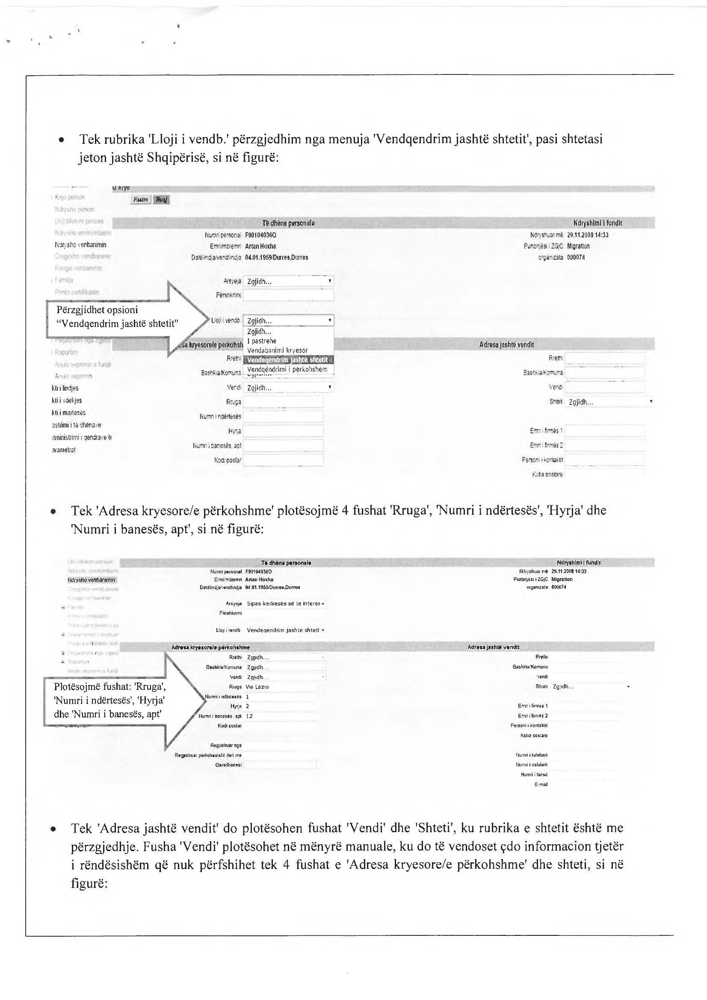 • Tek rubrika 'Lloji i vendb.' përzgjedhim nga menuja 'Vendqendrim jashtë shtetit', pasi shtetasi
jeton jashtë Shqipërisë, si në figurë:
Krijo person
Pastro Ruaj
Ndrysho person
(Jo) bllokim personi
Të dhëna personale
Ndryshimi i fundit
Numri personal F90104036O
Ndryshuar më 29.11.2008 14:33
Ndrysho venbanimin
Emri/mbiemri Artan Hoxha
Punonjësi i ZGJC Migration
Datëlindja/vendlindja 04.01.1959/Durres,Durres
organizata 000074
Familja
Arsyeja Zgjidh...
Printo certifikaten
Përshkrimi
Përzgjidhet opsioni
“Vendqendrim jashtë shtetit"
Lloji i vendb. Zgjidh...
Zgjidh...
I pastrehe
Vendabanimi kryesor
Vendeqendrim jashtë shtetit
Vendqëndrimi i përkohshëm
sa kryesore/e perkohsh
Adresa jashtë vendit
Raportim
Anulo veprimin e fundi
Anulo veprimin
kti i lindjes
kti i vdekjes
kti i martesës
astrimi i të dhënave
dministrimi i qendrave të
arametrat
Rrethi
Bashkia/Komuna
Vendi Zgjidh...
Rruga
Numri i ndërtesës
Hyrja
Numri i banesës, apt
Kodi postar
Rrethi
Bashkia/Komuna
Vendi
Shteti Zgjidh...
Emri i firmës 1
Emri i firmës 2
Personi i kontaktit
Kutia postare
• Tek 'Adresa kryesore/e përkohshme' plotësojmë 4 fushat 'Rruga', 'Numri i ndërtesës', 'Hyrja' dhe
'Numri i banesës, apt', si në figurë:
Të dhëna personale
Ndryshimi i fundit
Numri personal F90104036O
Ndryshuar më 29.11.2008 14:33
Ndrysho venbanimin
Emri/mbiemri Artan Hoxha
Punonjësi i ZGJC Migration
Datëlindja/vendlindja 04.01.1959/Durres,Durres
organizata 000074
Arsyeja Sipas kerkesës së të interes
Përshkrimi
Lloji i vendb Vendeqendrim jashte shteti
Adresa kryesore/e përkohshme
Adresa jashtë vendit
Plotësojmë fushat: 'Rruga',
'Numri i ndërtesës', 'Hyrja'
dhe 'Numri i banesës, apt'
Rrethi Zgjidh...
Bashkia/Komuna Zgjidh...
Vendi Zgjidh...
Rruga Via Lazio
Numri i ndërtesës 1
Hyrja 2
Numri i banesës, apt 12
Kodi postar
Regjistruar nga
Regjistruar përkohësisht deri më
Qeradhenesi
Rrethi
Bashkia/Komuna
Vendi
Shteti Zgjidh...
Emri i firmës 1
Emri i firmës 2
Personi i kontaktit
Kutia postare
Numri i telefonit
Numri i celularit
Numri i faksit
E-mail
• Tek 'Adresa jashtë vendit' do plotësohen fushat 'Vendi' dhe 'Shteti', ku rubrika e shtetit është me
përzgjedhje. Fusha 'Vendi' plotësohet në mënyrë manuale, ku do të vendoset çdo informacion tjetër
i rëndësishëm që nuk përfshihet tek 4 fushat e 'Adresa kryesore/e përkohshme' dhe shteti, si në
figurë: